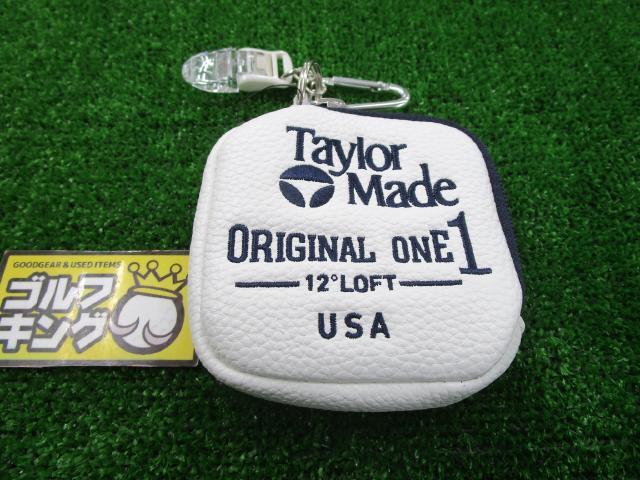 Taylor
Made
ORIGINAL ONE 1
12°LOFT
USA
GOODGEAR & USED ITEMS
ゴルフ
キング